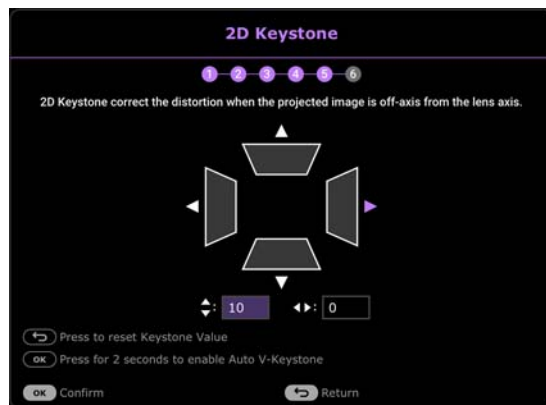 2D Keystone
1 2 3 4 5 6
2D Keystone correct the distortion when the projected image is off-axis from the lens axis.
: 10 : 0
Press to reset Keystone Value
OK Press for 2 seconds to enable Auto V-Keystone
OK Confirm Return